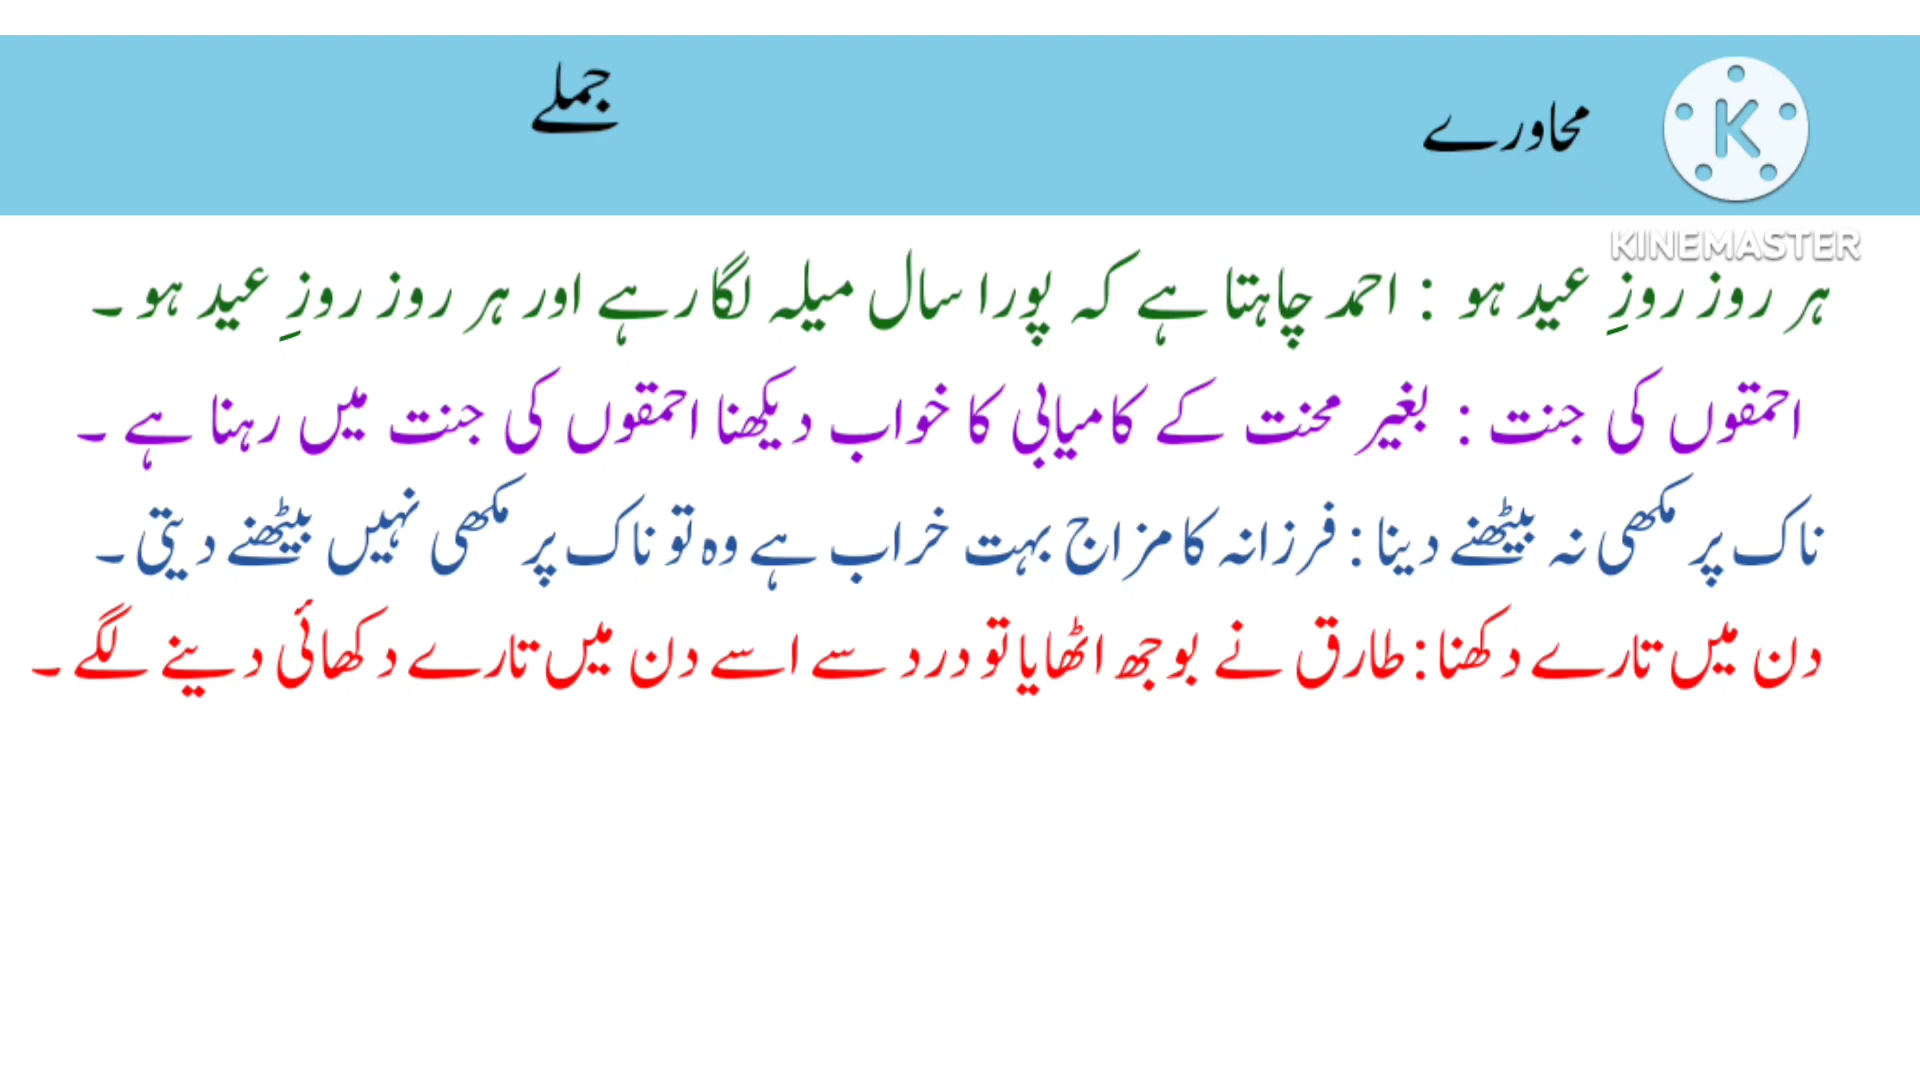 محاورے جملے
K
KINEMASTER
ہر روز روزِ عید ہو : احمد چاہتا ہے کہ پورا سال میلہ لگا رہے اور ہر روز روزِ عید ہو ۔
احمقوں کی جنت : بغیر محنت کے کامیابی کا خواب دیکھنا احمقوں کی جنت میں رہنا ہے ۔
ناک پر مکھی نہ بیٹھنے دینا : فرزانہ کا مزاج بہت خراب ہے وہ تو ناک پر مکھی نہیں بیٹھنے دیتی ۔
دن میں تارے دکھنا : طارق نے بوجھ اٹھایا تو درد سے اسے دن میں تارے دکھائی دینے لگے ۔